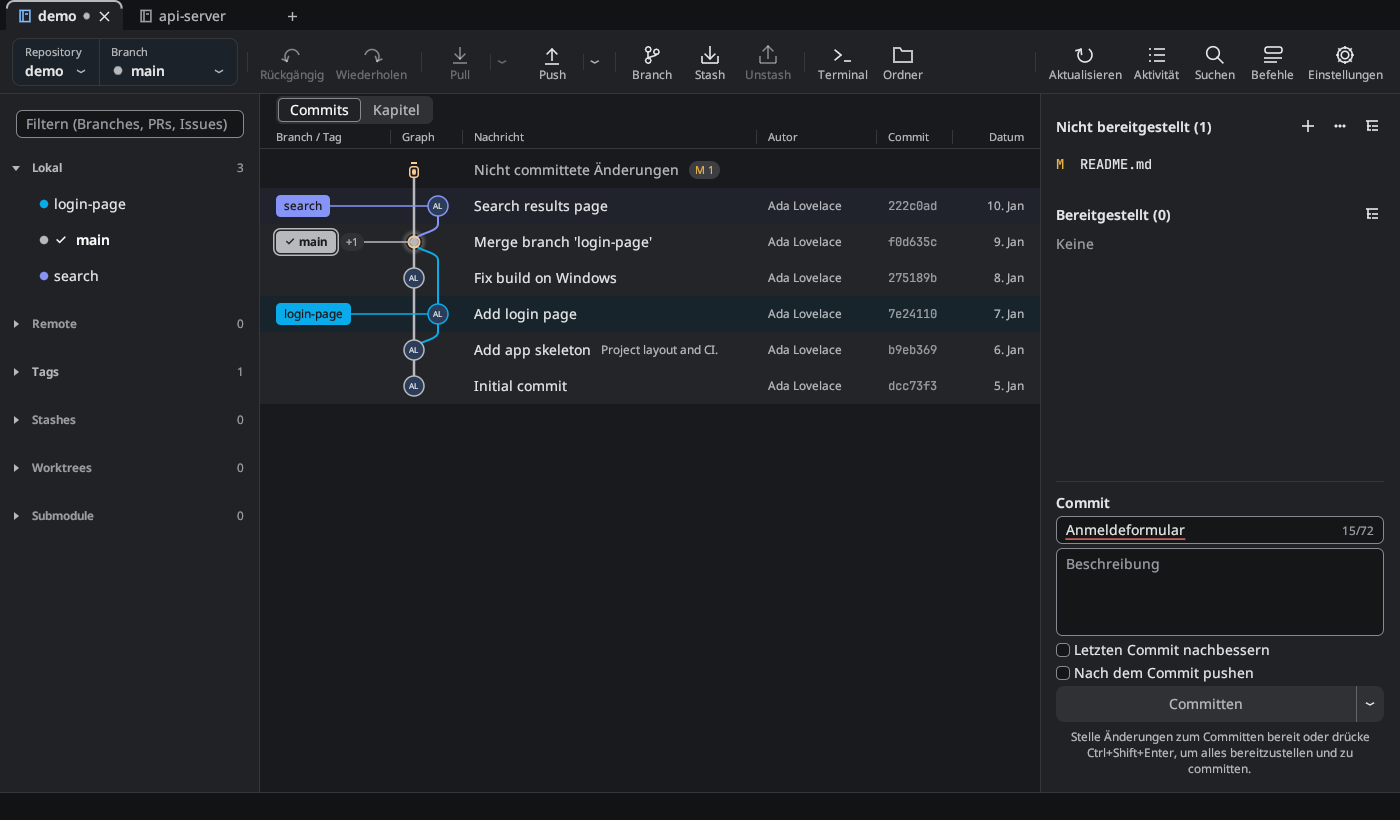 demo
api-server
Repository
demo
Branch
main
Rückgängig
Wiederholen
Pull
Push
Branch
Stash
Unstash
Terminal
Ordner
Aktualisieren
Aktivität
Suchen
Befehle
Einstellungen
Filtern (Branches, PRs, Issues)
Lokal 3
login-page
main
search
Remote 0
Tags 1
Stashes 0
Worktrees 0
Submodule 0
Commits Kapitel
Branch / Tag Graph Nachricht Autor Commit Datum
Nicht committete Änderungen M 1
search AL Search results page Ada Lovelace 222c0ad 10. Jan
main +1 Merge branch 'login-page' Ada Lovelace f0d635c 9. Jan
AL Fix build on Windows Ada Lovelace 275189b 8. Jan
login-page AL Add login page Ada Lovelace 7e24110 7. Jan
AL Add app skeleton Project layout and CI. Ada Lovelace b9eb369 6. Jan
AL Initial commit Ada Lovelace dcc73f3 5. Jan
Nicht bereitgestellt (1)
M README.md
Bereitgestellt (0)
Keine
Commit
Anmeldeformular 15/72
Beschreibung
Letzten Commit nachbessern
Nach dem Commit pushen
Committen
Stelle Änderungen zum Committen bereit oder drücke
Ctrl+Shift+Enter, um alles bereitzustellen und zu
committen.